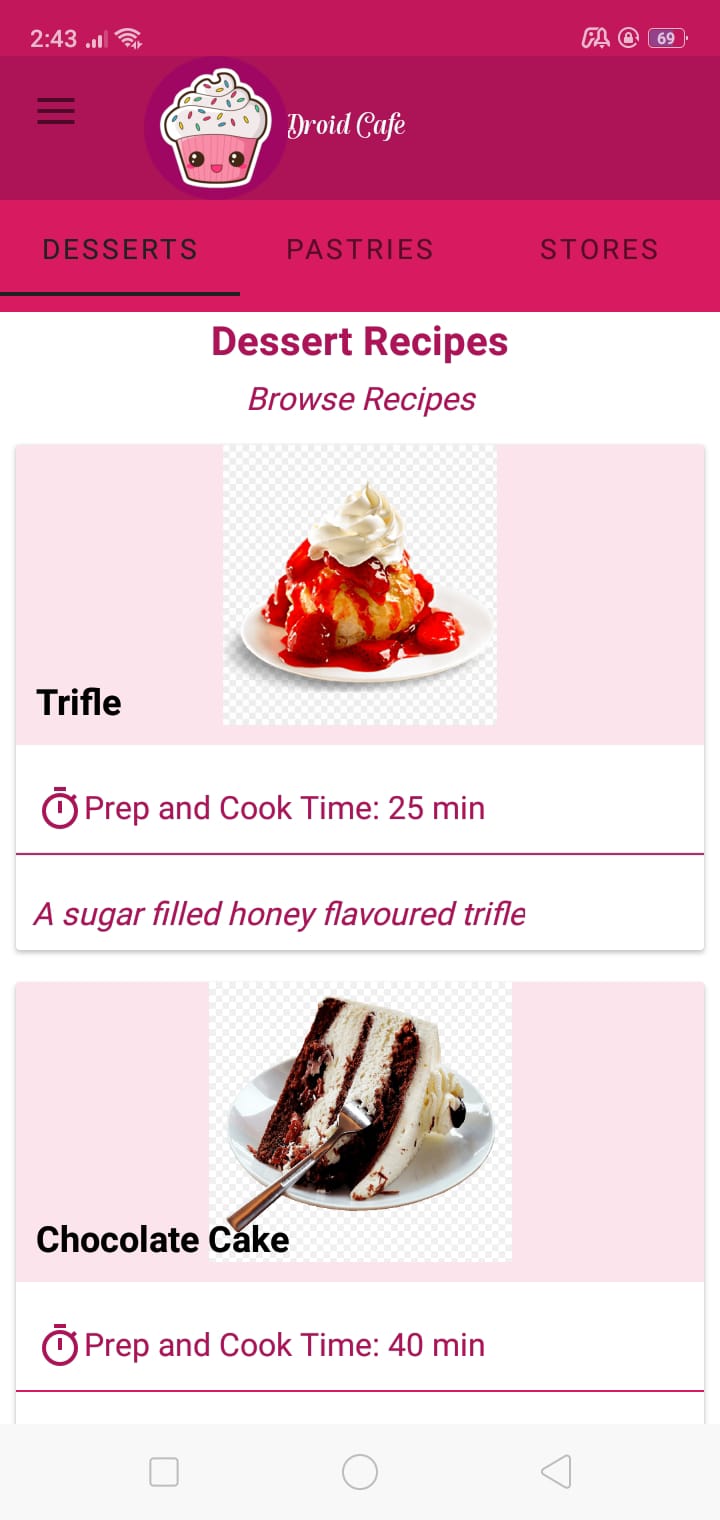 2:43
69
Droid Cafe
DESSERTS PASTRIES STORES
Dessert Recipes
Browse Recipes
Trifle
Prep and Cook Time: 25 min
A sugar filled honey flavoured trifle
Chocolate Cake
Prep and Cook Time: 40 min